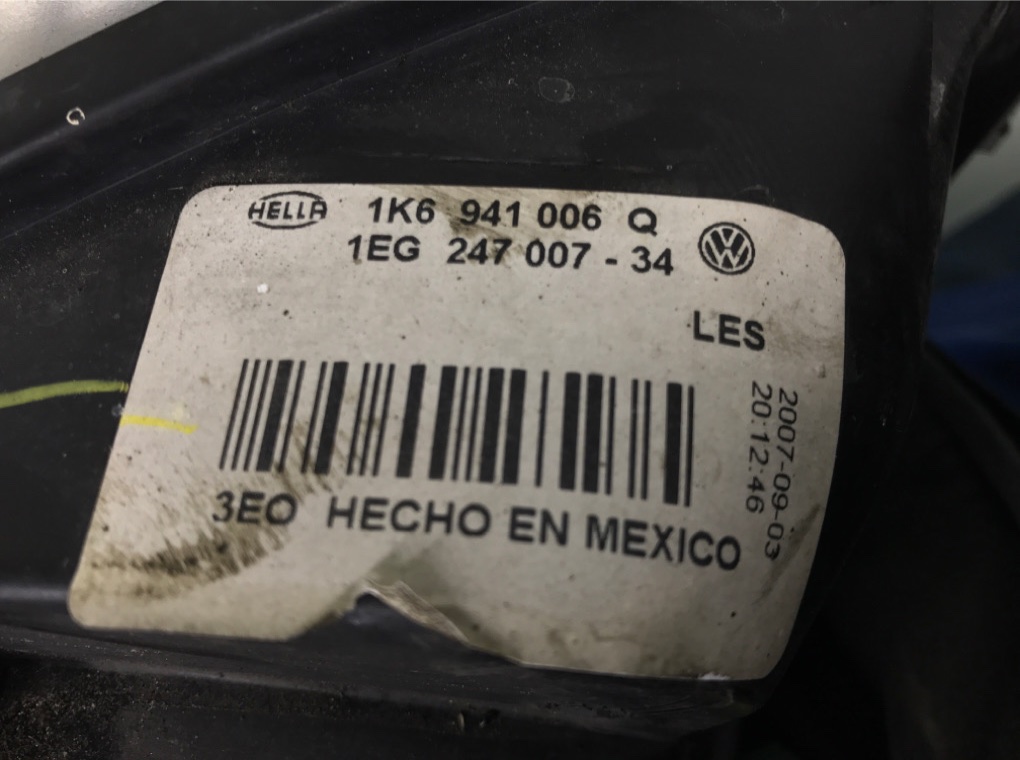 HELLA 1K6 941 006 Q
1EG 247 007 - 34
LES
2007-09-03
20:12:46
3EO HECHO EN MEXICO